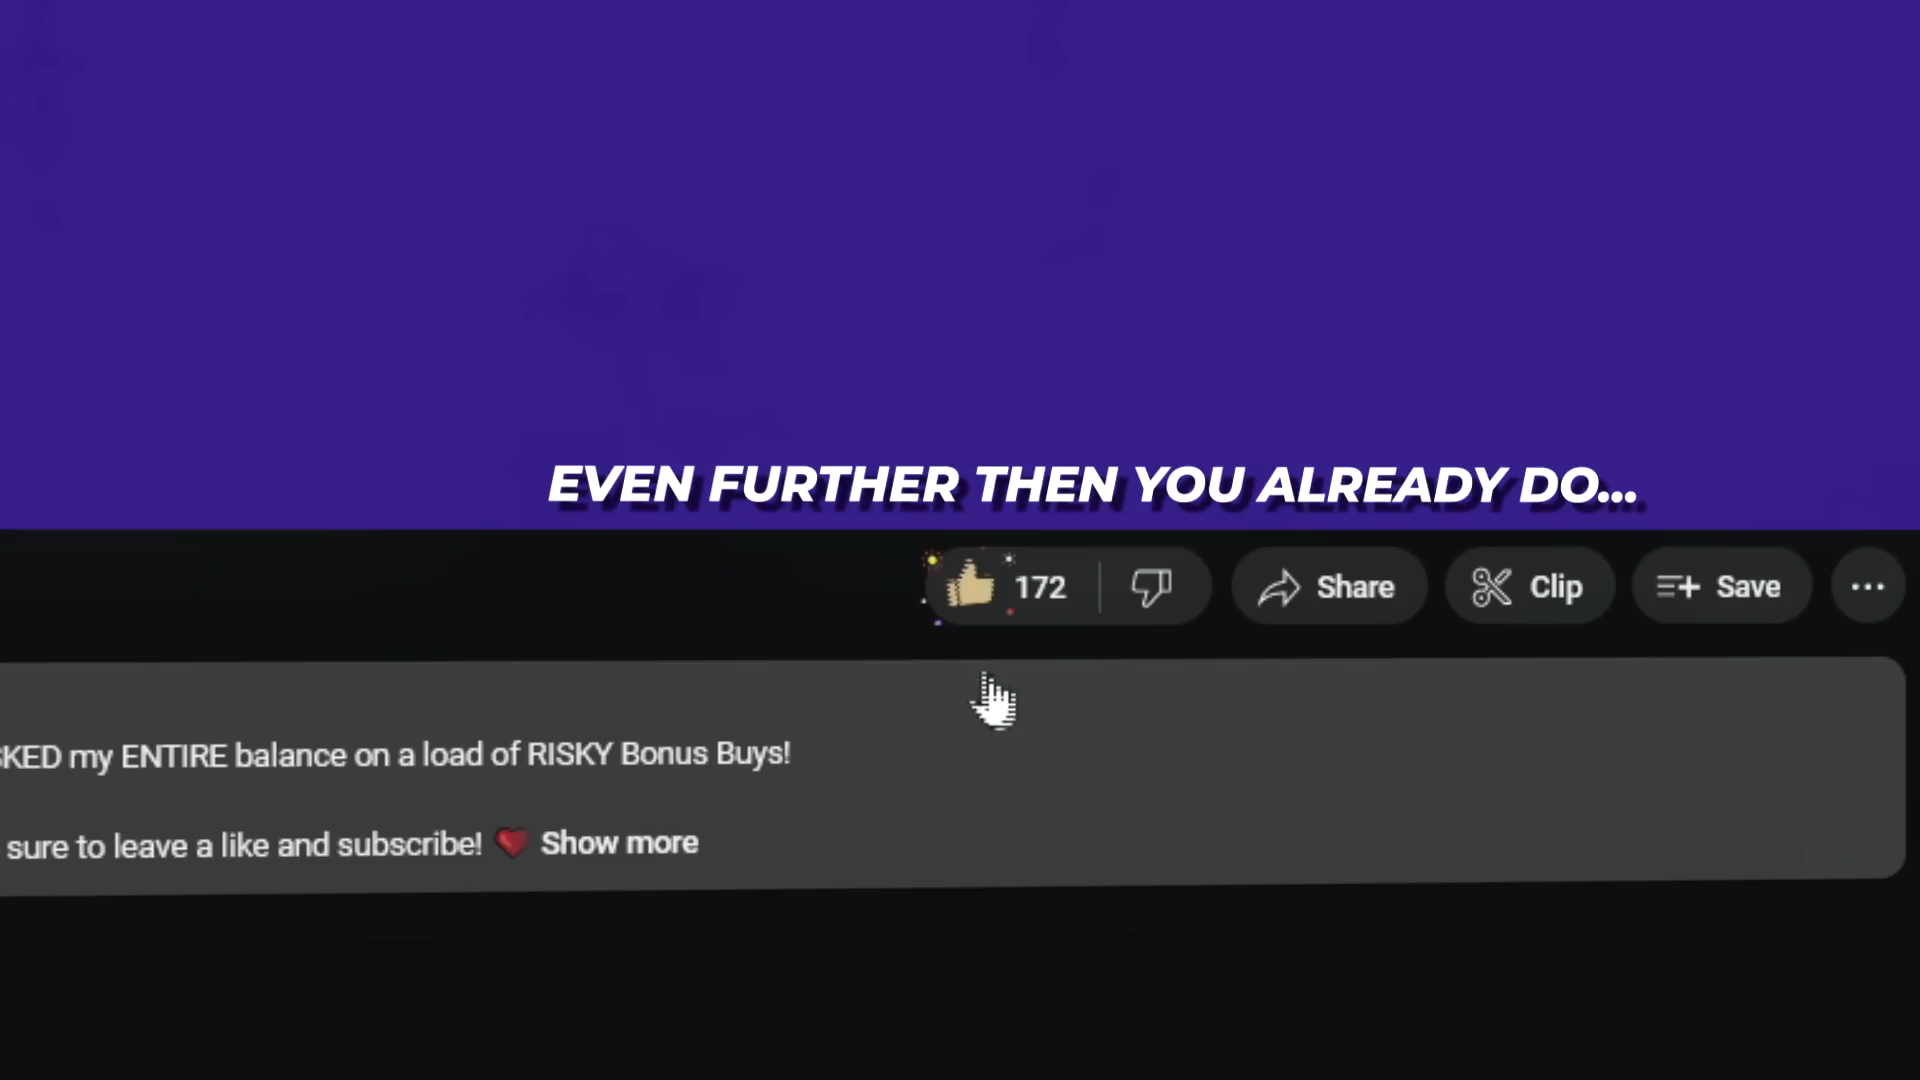 EVEN FURTHER THEN YOU ALREADY DO...
172
Share
Clip
Save
my ENTIRE balance on a load of RISKY Bonus Buys!
sure to leave a like and subscribe! ❤️ Show more